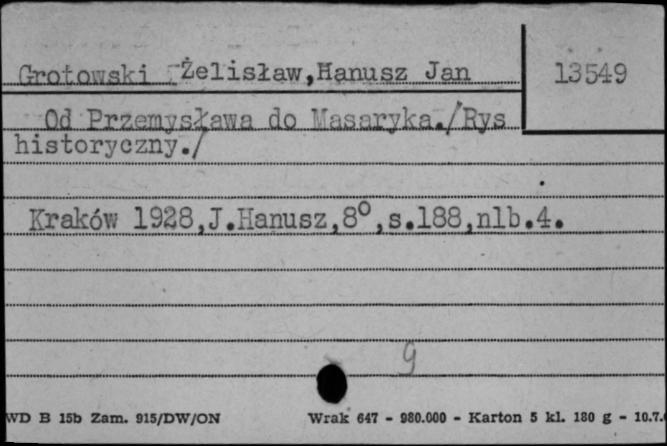 Grotowski Żelisław,Hanusz Jan
13549
Od Przemysława do Masaryka./Rys
historyczny./
Kraków 1928,J.Hanusz,8°,s.188,nlb.4.
9
WD B 15b Zam. 915/DW/ON Wrak 647 - 980.000 - Karton 5 kl. 180 g - 10.7.